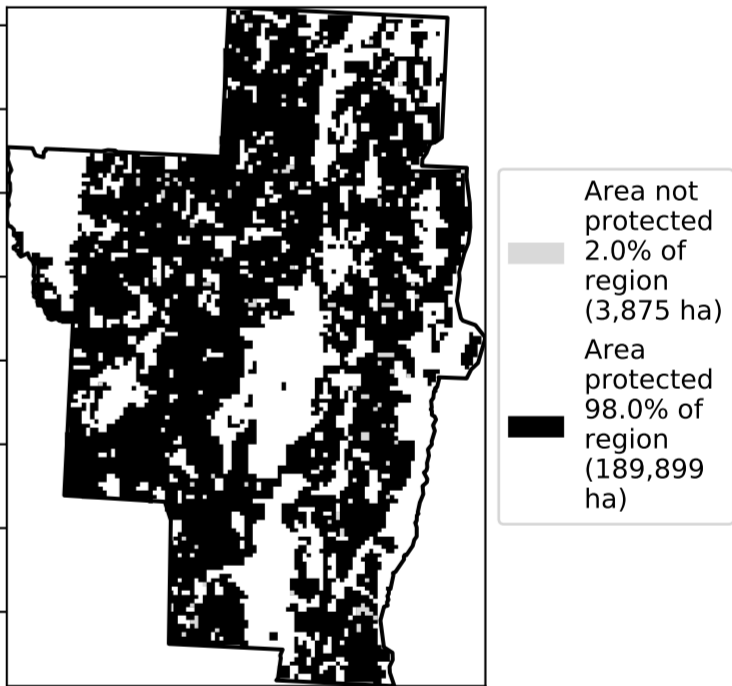 Area not
protected
2.0% of
region
(3,875 ha)
Area
protected
98.0% of
region
(189,899
ha)